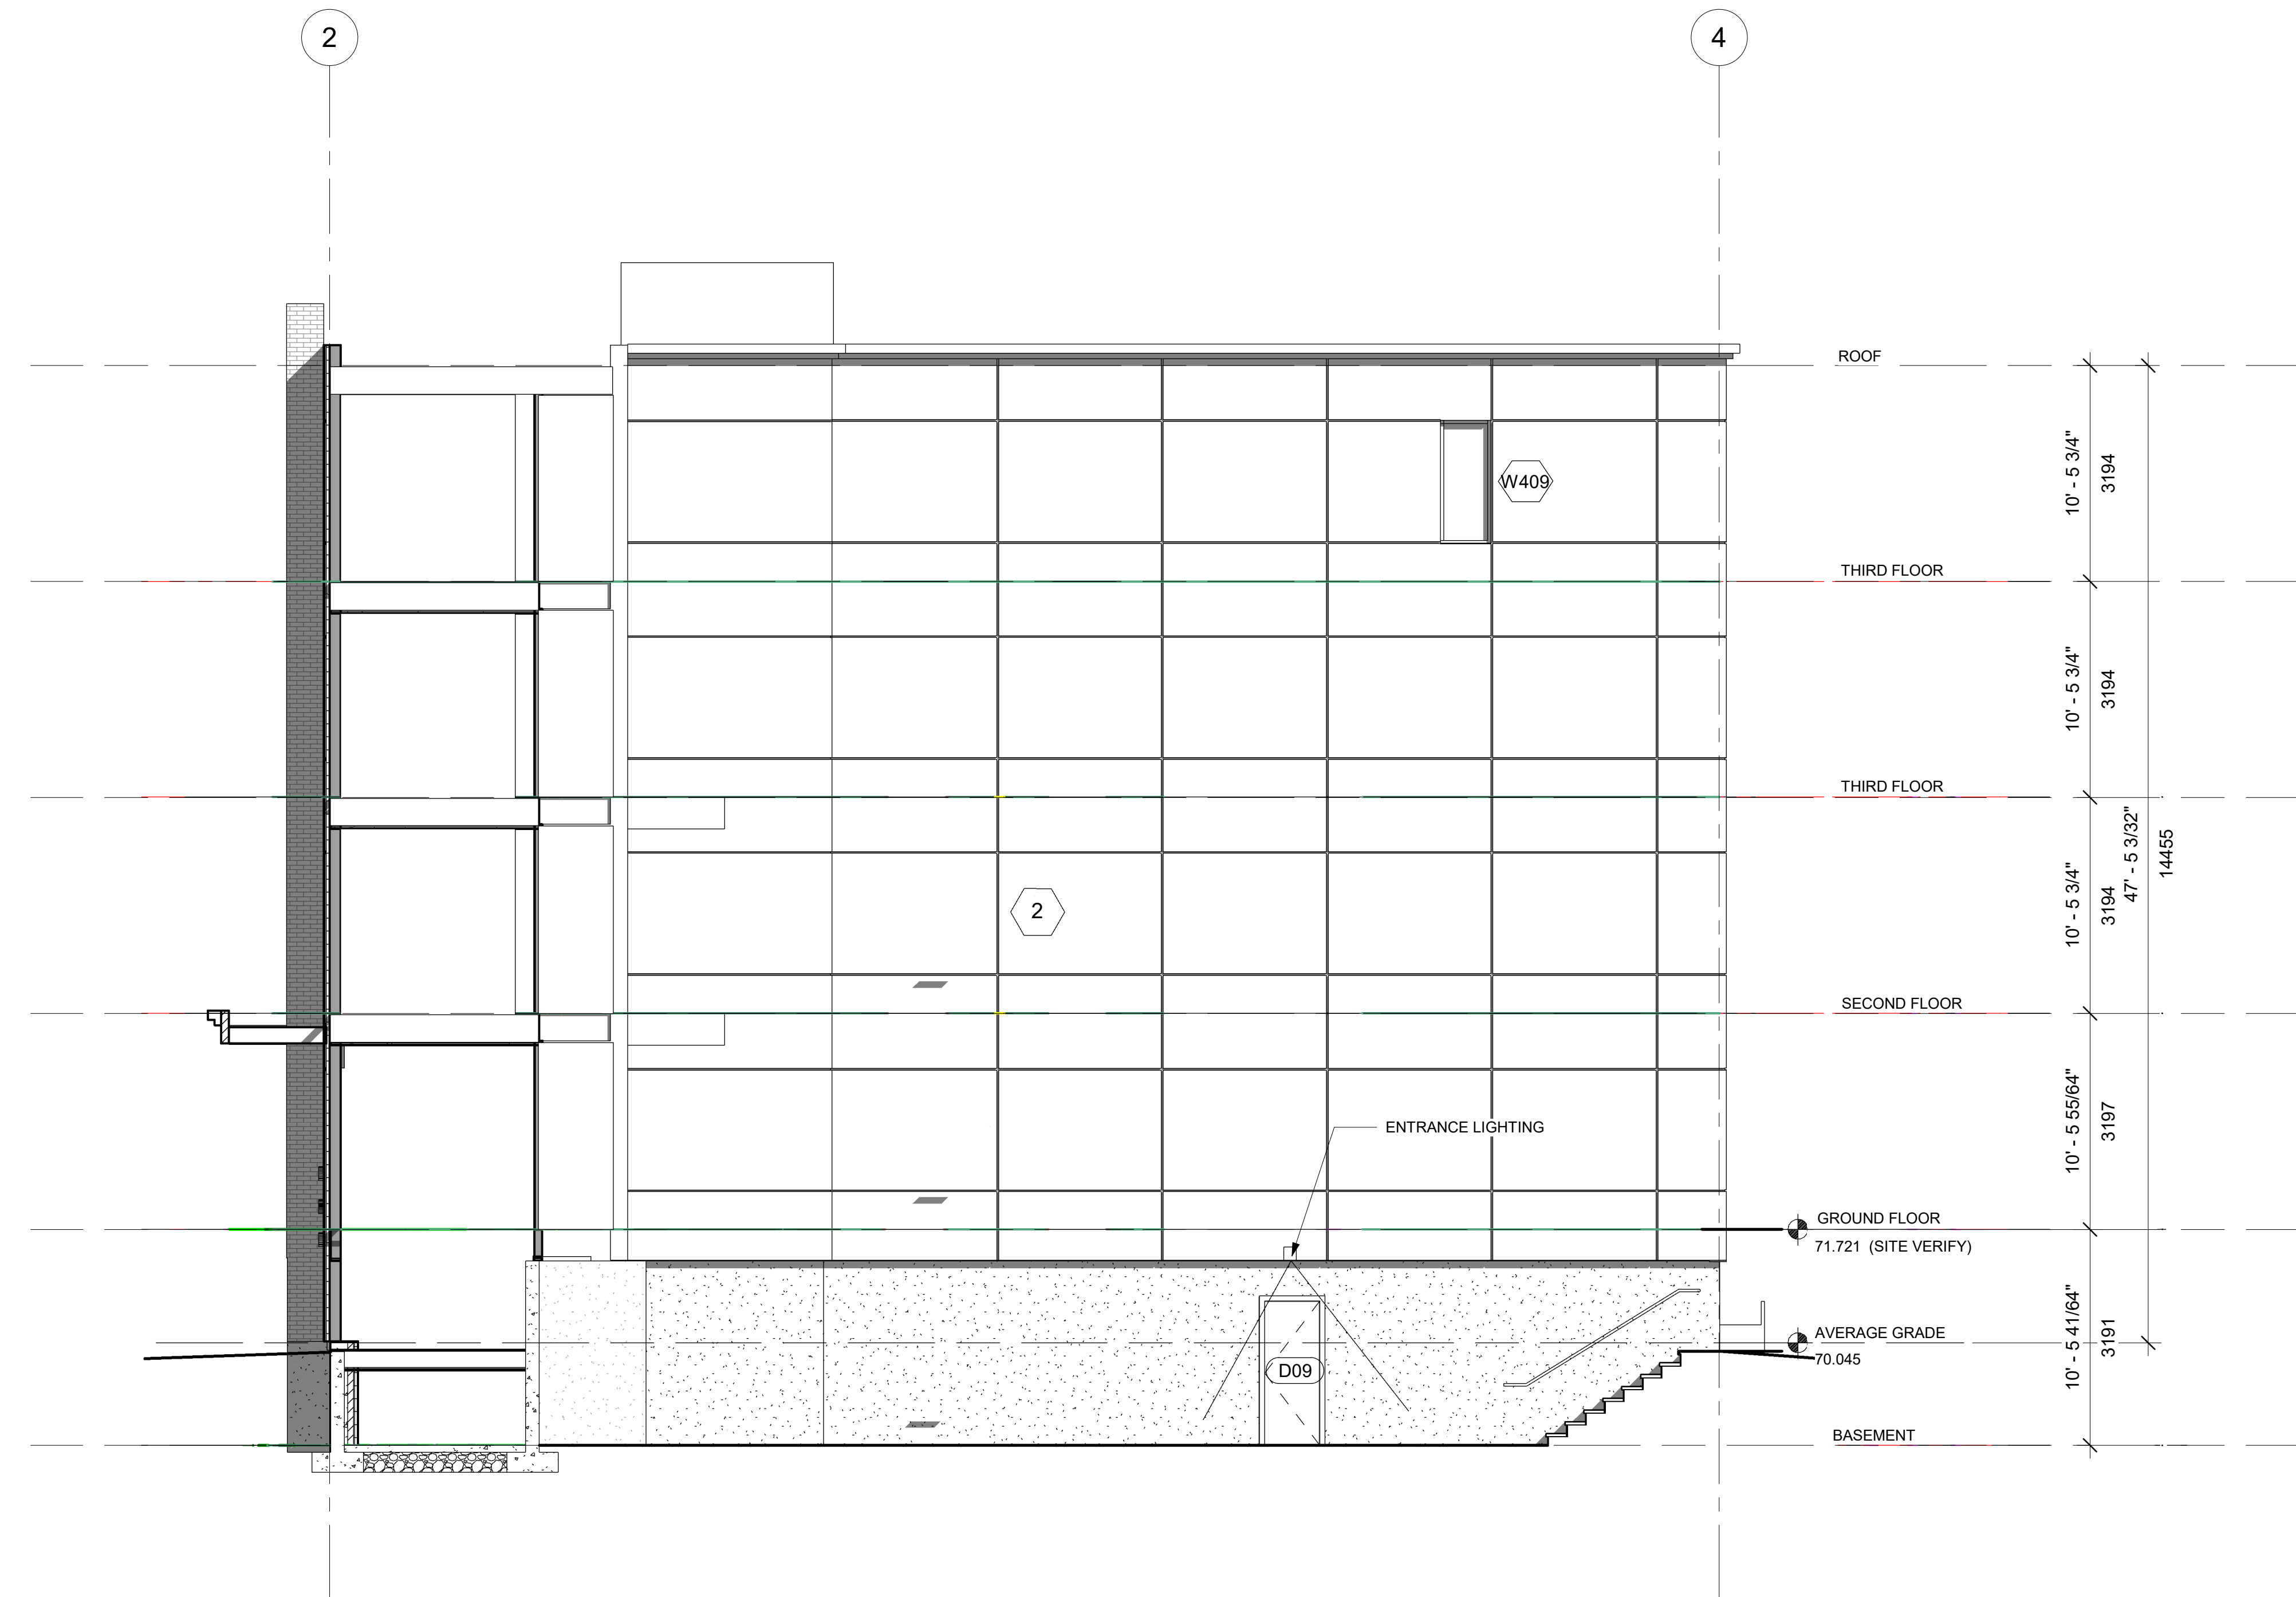 2
4
ROOF
10' - 5 3/4"
3194
W409
THIRD FLOOR
10' - 5 3/4"
3194
THIRD FLOOR
10' - 5 3/4"
3194
47' - 5 3/32"
14455
2
SECOND FLOOR
10' - 5 55/64"
3197
ENTRANCE LIGHTING
GROUND FLOOR
71.721 (SITE VERIFY)
10' - 5 41/64"
3191
AVERAGE GRADE
70.045
D09
BASEMENT